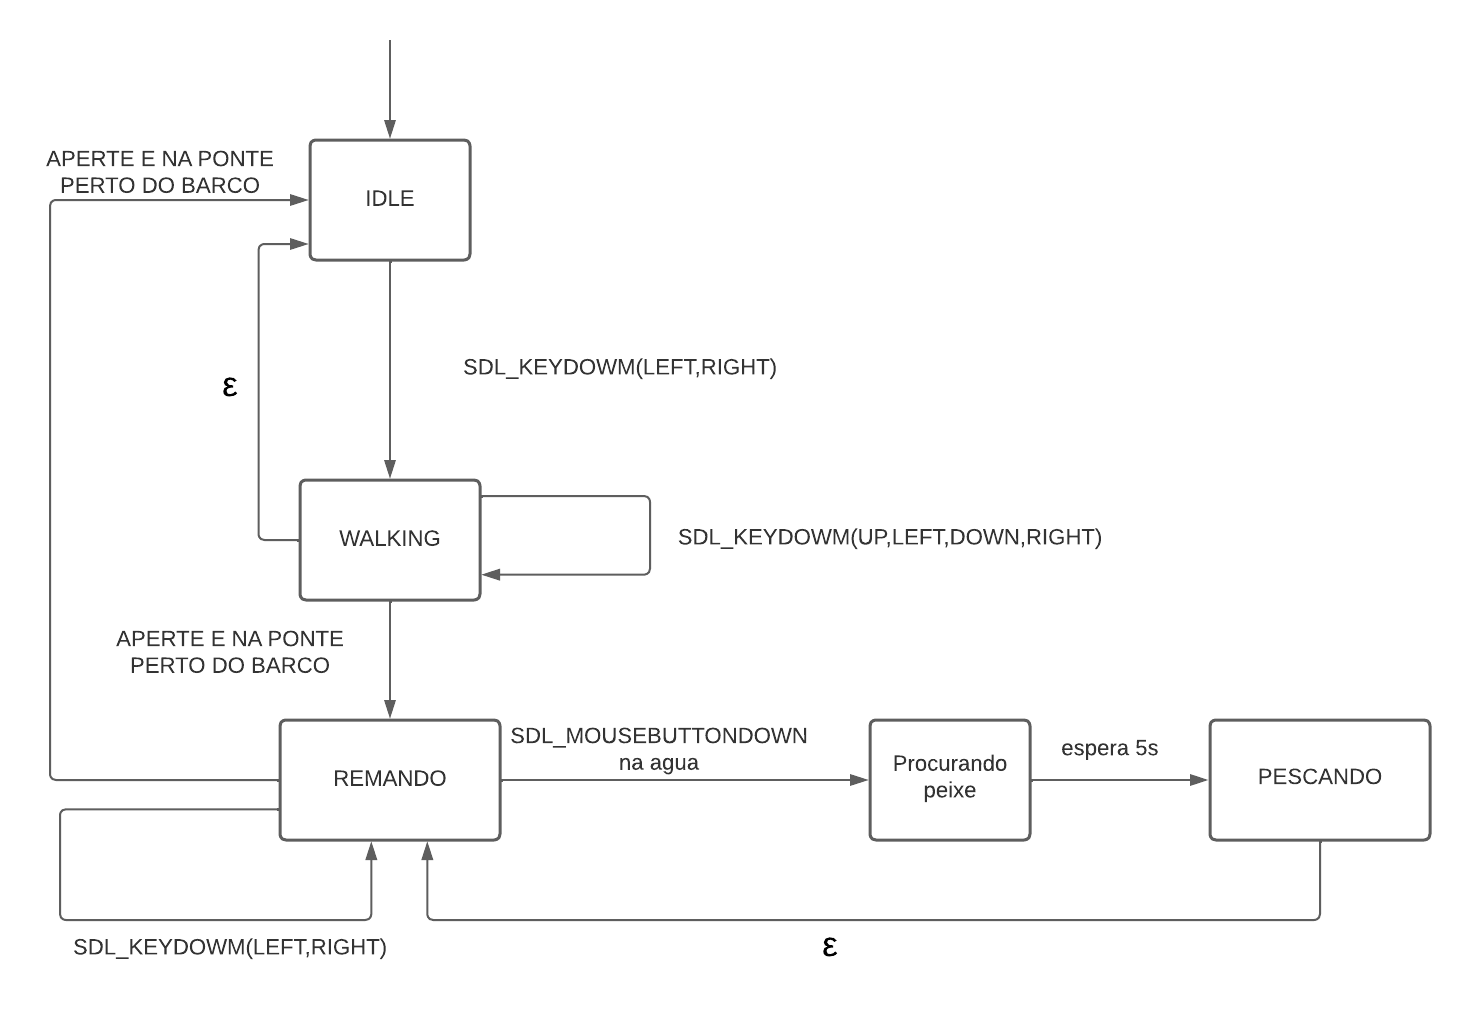 APERTE E NA PONTE
PERTO DO BARCO
IDLE
SDL_KEYDOWM(LEFT,RIGHT)
ε
WALKING
SDL_KEYDOWM(UP,LEFT,DOWN,RIGHT)
APERTE E NA PONTE
PERTO DO BARCO
REMANDO
SDL_MOUSEBUTTONDOWN
na agua
Procurando
peixe
espera 5s
PESCANDO
SDL_KEYDOWM(LEFT,RIGHT)
ε